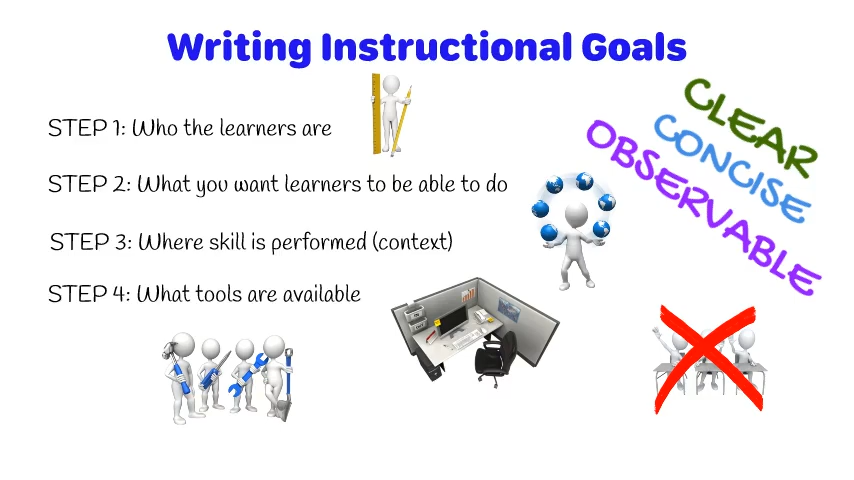 Writing Instructional Goals
STEP 1: Who the learners are
STEP 2: What you want learners to be able to do
STEP 3: Where skill is performed (context)
STEP 4: What tools are available
CLEAR
CONCISE
OBSERVABLE